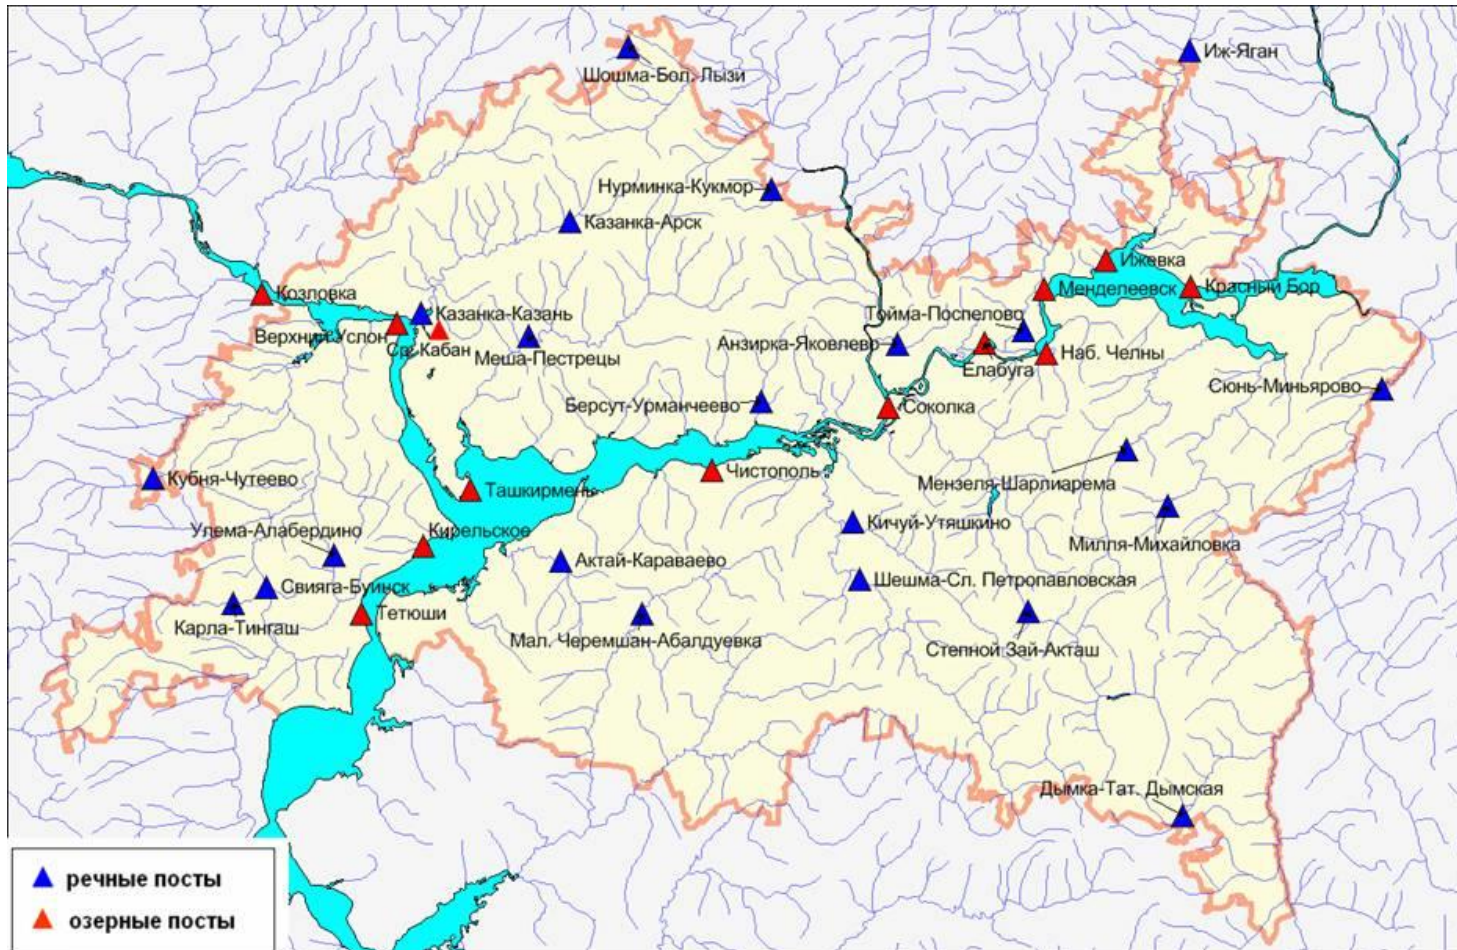 Шошма-Бол. Лызи
Иж-Яган
Нурминка-Кукмор
Казанка-Арск
Ижевка
Козловка
Менделеевск
Красный Бор
Казанка-Казань
Тойма-Поспелово
Верхний Услон
Ср. Кабан
Меша-Пестрецы
Анзирка-Яковлево
Елабуга
Наб. Челны
Сюнь-Миньярово
Берсут-Урманчеево
Соколка
Кубня-Чутеево
Чистополь
Ташкирмень
Мензеля-Шарлиарема
Улема-Алабердино
Кирельское
Кичуй-Утяшкино
Милля-Михайловка
Актай-Караваево
Свияга-Буинск
Шешма-Сл. Петропавловская
Карла-Тингаш
Тетюши
Мал. Черемшан-Абалдуевка
Степной Зай-Акташ
Дымка-Тат. Дымская
речные посты
озерные посты